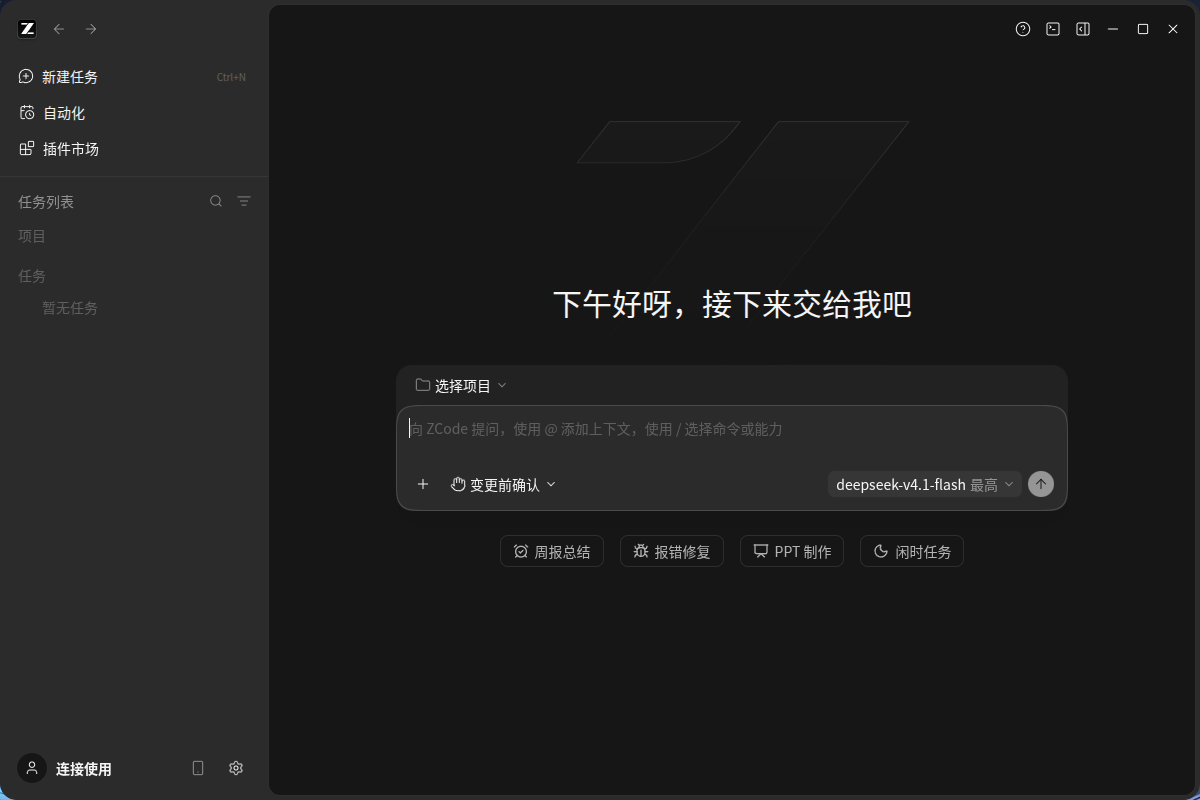 新建任务 Ctrl+N
自动化
插件市场
任务列表
项目
任务
暂无任务
连接使用
下午好呀，接下来交给我吧
选择项目
向 ZCode 提问，使用 @ 添加上下文，使用 / 选择命令或能力
变更前确认
deepseek-v4.1-flash 最高
周报总结
报错修复
PPT 制作
闲时任务